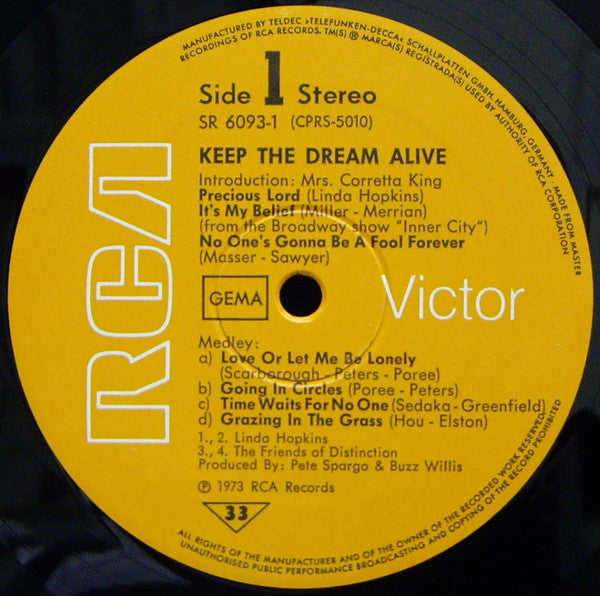 MANUFACTURED BY TELDEC »TELEFUNKEN-DECCA« SCHALLPLATTEN GMBH, HAMBURG, GERMANY · MADE FROM MASTER
RECORDINGS OF RCA RECORDS. TM(S) ® MARCA(S) REGISTRADA(S) USED BY AUTHORITY OF RCA CORPORATION
Side 1 Stereo
SR 6093-1 (CPRS-5010)
KEEP THE DREAM ALIVE
Introduction: Mrs. Corretta King
Precious Lord (Linda Hopkins)
It's My Belief (Miller - Merrian)
(from the Broadway show "Inner City")
No One's Gonna Be A Fool Forever
(Masser - Sawyer)
RCA
GEMA
Victor
Medley:
a) Love Or Let Me Be Lonely
(Scarborough - Peters - Poree)
b) Going In Circles (Poree - Peters)
c) Time Waits For No One (Sedaka - Greenfield)
d) Grazing In The Grass (Hou - Elston)
1., 2. Linda Hopkins
3., 4. The Friends of Distinction
Produced By: Pete Spargo & Buzz Willis
℗ 1973 RCA Records
33
ALL RIGHTS OF THE MANUFACTURER AND OF THE OWNER OF THE RECORDED WORK RESERVED.
UNAUTHORISED PUBLIC PERFORMANCE BROADCASTING AND COPYING OF THE RECORD PROHIBITED